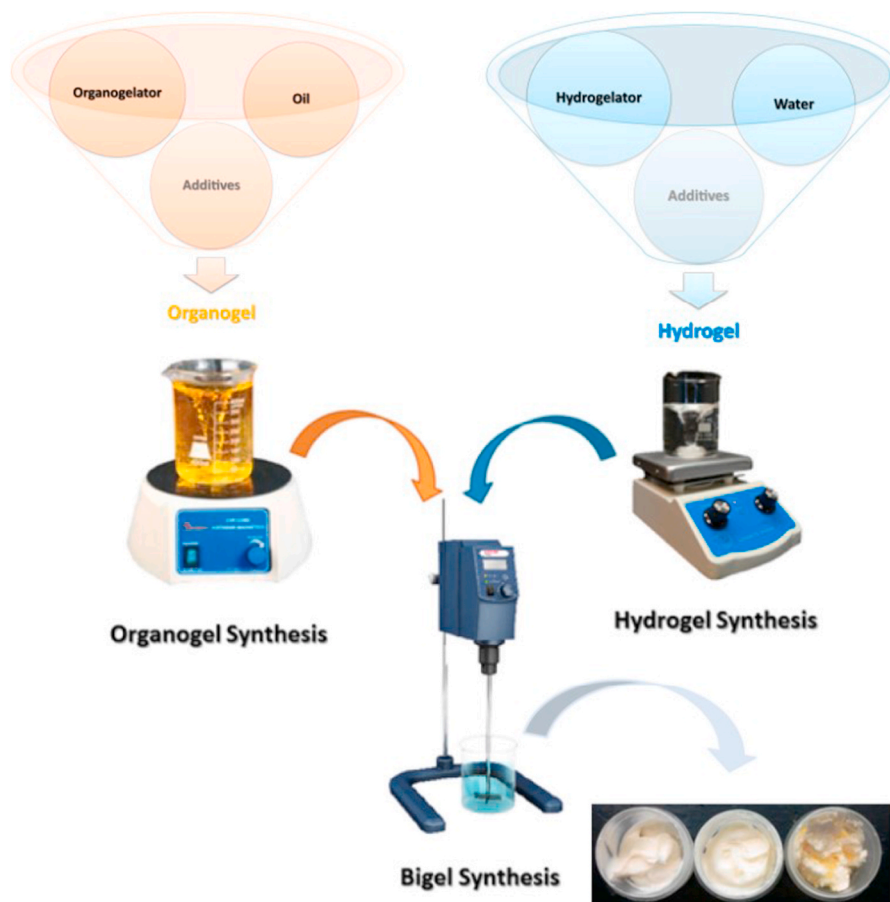 Organogelator
Oil
Additives
Organogel
Hydrogelator
Water
Additives
Hydrogel
Organogel Synthesis
Hydrogel Synthesis
Bigel Synthesis